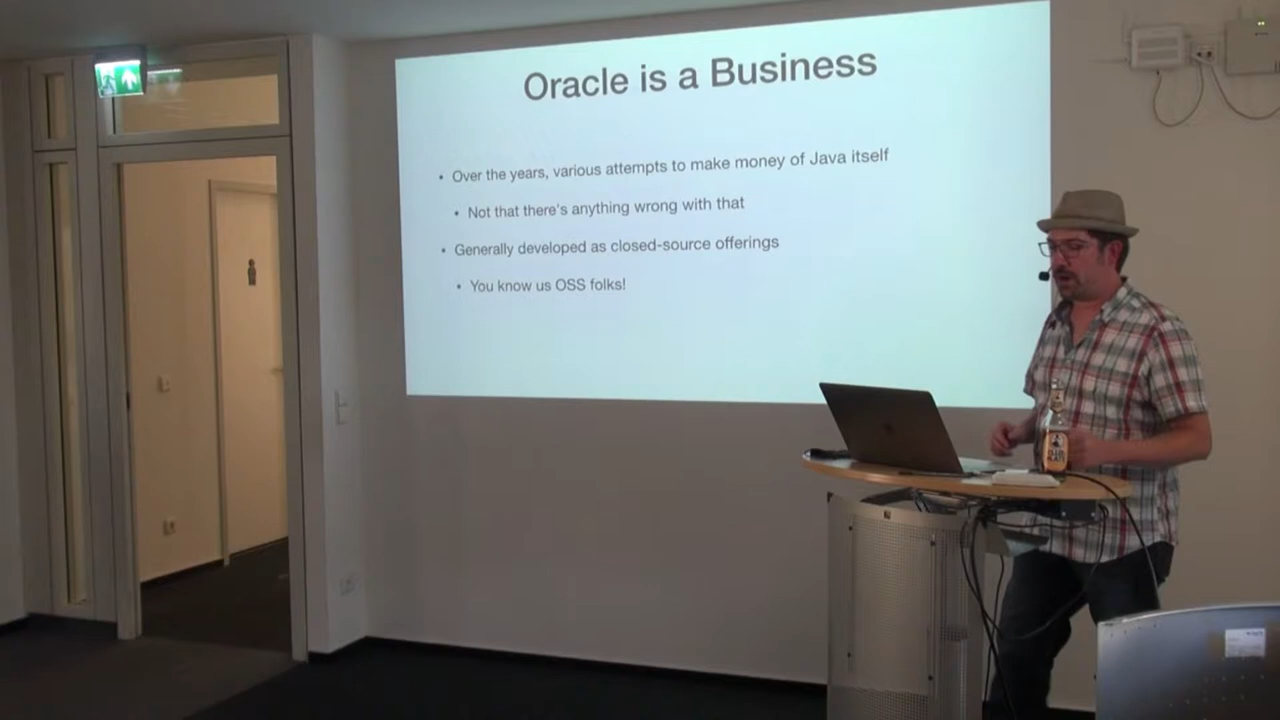 Oracle is a Business
• Over the years, various attempts to make money of Java itself
• Not that there's anything wrong with that
• Generally developed as closed-source offerings
• You know us OSS folks!